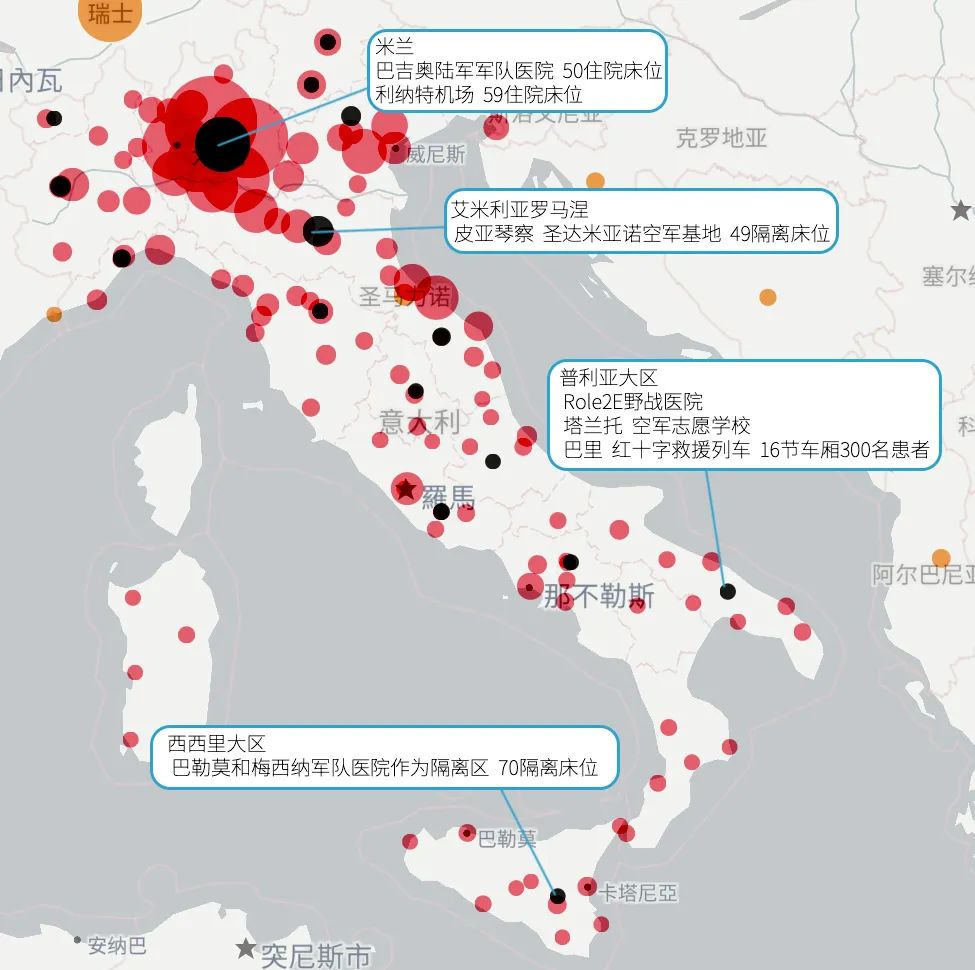 瑞士
日內瓦
米兰
巴吉奥陆军军队医院 50住院床位
利纳特机场 59住院床位
斯洛文尼亚
克罗地亚
威尼斯
艾米利亚罗马涅
皮亚琴察 圣达米亚诺空军基地 49隔离床位
塞尔维
圣马力诺
普利亚大区
Role2E野战医院
塔兰托 空军志愿学校
巴里 红十字救援列车 16节车厢300名患者
意大利
科
羅馬
阿尔巴尼亚
那不勒斯
西西里大区
巴勒莫和梅西纳军队医院作为隔离区 70隔离床位
巴勒莫
卡塔尼亞
安纳巴
突尼斯市